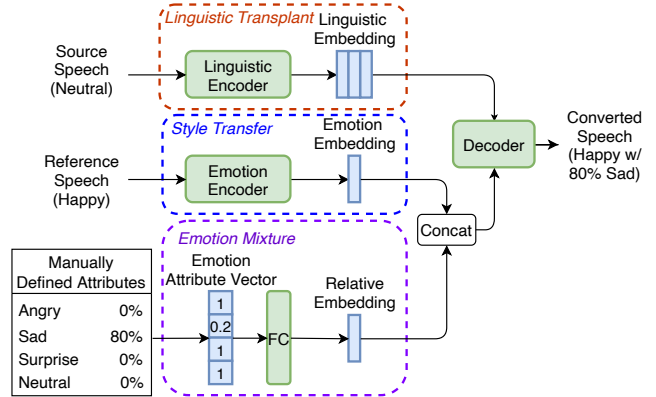 Linguistic Transplant
Source
Speech
(Neutral)
Linguistic
Encoder
Linguistic
Embedding
Style Transfer
Reference
Speech
(Happy)
Emotion
Encoder
Emotion
Embedding
Decoder
Converted
Speech
(Happy w/
80% Sad)
Concat
Emotion Mixture
Manually
Defined Attributes
Angry 0%
Sad 80%
Surprise 0%
Neutral 0%
Emotion
Attribute Vector
1
0.2
1
1
FC
Relative
Embedding